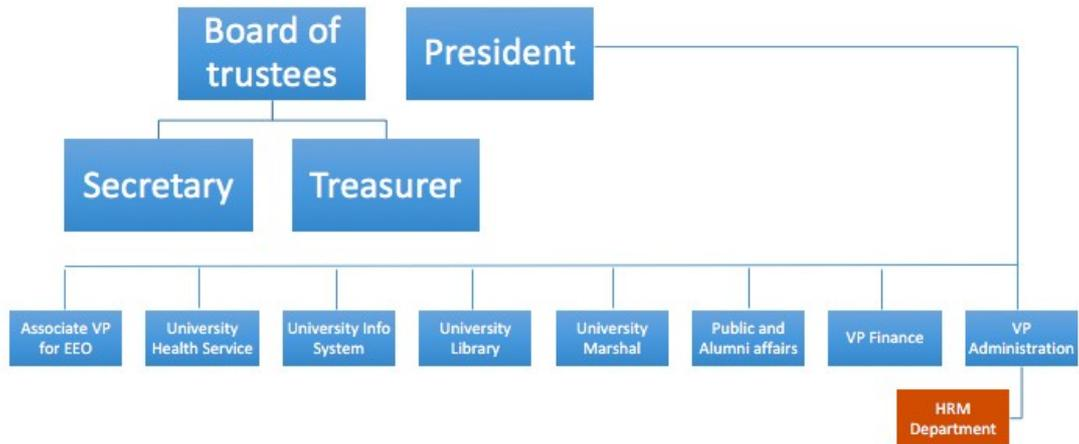 Board of
trustees
President
Secretary
Treasurer
Associate VP
for EEO
University
Health Service
University Info
System
University
Library
University
Marshal
Public and
Alumni affairs
VP Finance
VP
Administration
HRM
Department